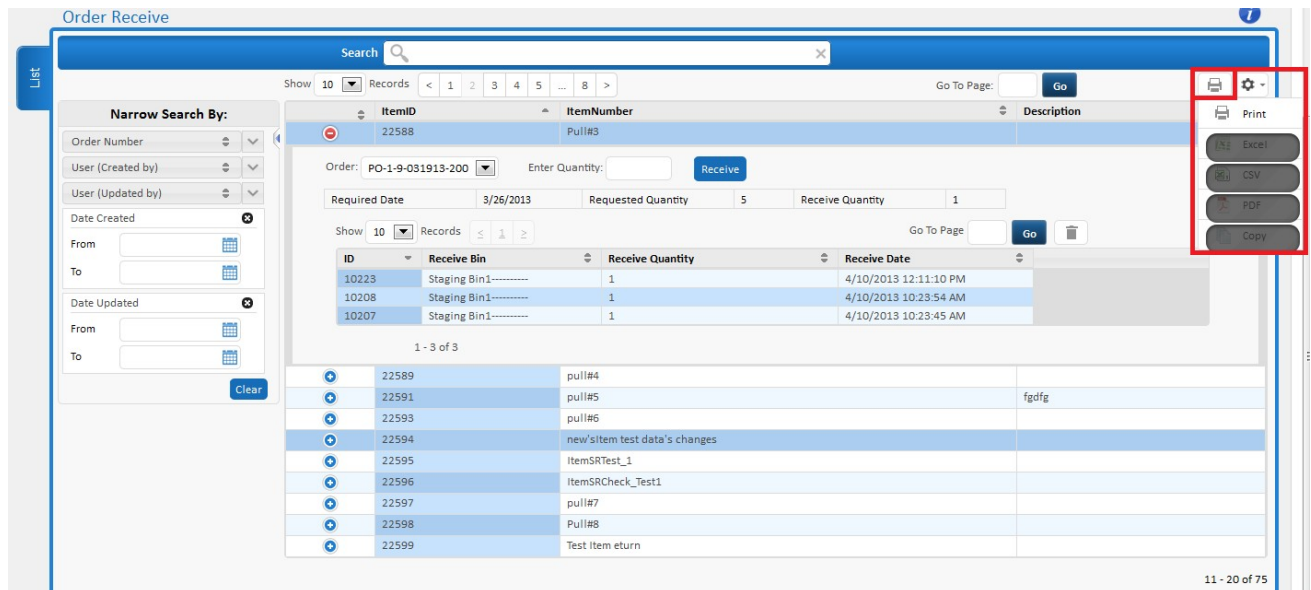 Order Receive
i
List
Search
Show 10 Records < 1 2 3 4 5 ... 8 > Go To Page: Go
Narrow Search By:
Order Number
User (Created by)
User (Updated by)
Date Created
From
To
Date Updated
From
To
Clear
ItemID ItemNumber Description
22588 Pull#3
Order: PO-1-9-031913-200 Enter Quantity: Receive
Required Date 3/26/2013 Requested Quantity 5 Receive Quantity 1
Show 10 Records < 1 > Go To Page Go
ID Receive Bin Receive Quantity Receive Date
10223 Staging Bin1---------- 1 4/10/2013 12:11:10 PM
10208 Staging Bin1---------- 1 4/10/2013 10:23:54 AM
10207 Staging Bin1---------- 1 4/10/2013 10:23:45 AM
1 - 3 of 3
22589 pull#4
22591 pull#5 fgdfg
22593 pull#6
22594 new'sItem test data's changes
22595 ItemSRTest_1
22596 ItemSRCheck_Test1
22597 pull#7
22598 Pull#8
22599 Test Item eturn
11 - 20 of 75
Print
Excel
CSV
PDF
Copy